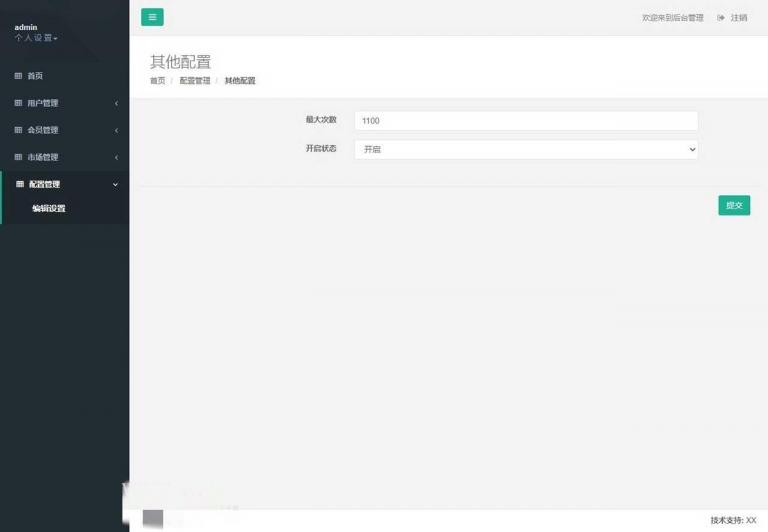 admin
个人设置
首页
用户管理
会员管理
市场管理
配置管理
编辑设置
欢迎来到后台管理 注销
其他配置
首页 / 配置管理 / 其他配置
最大次数 1100
开启状态 开启
提交
技术支持: XX